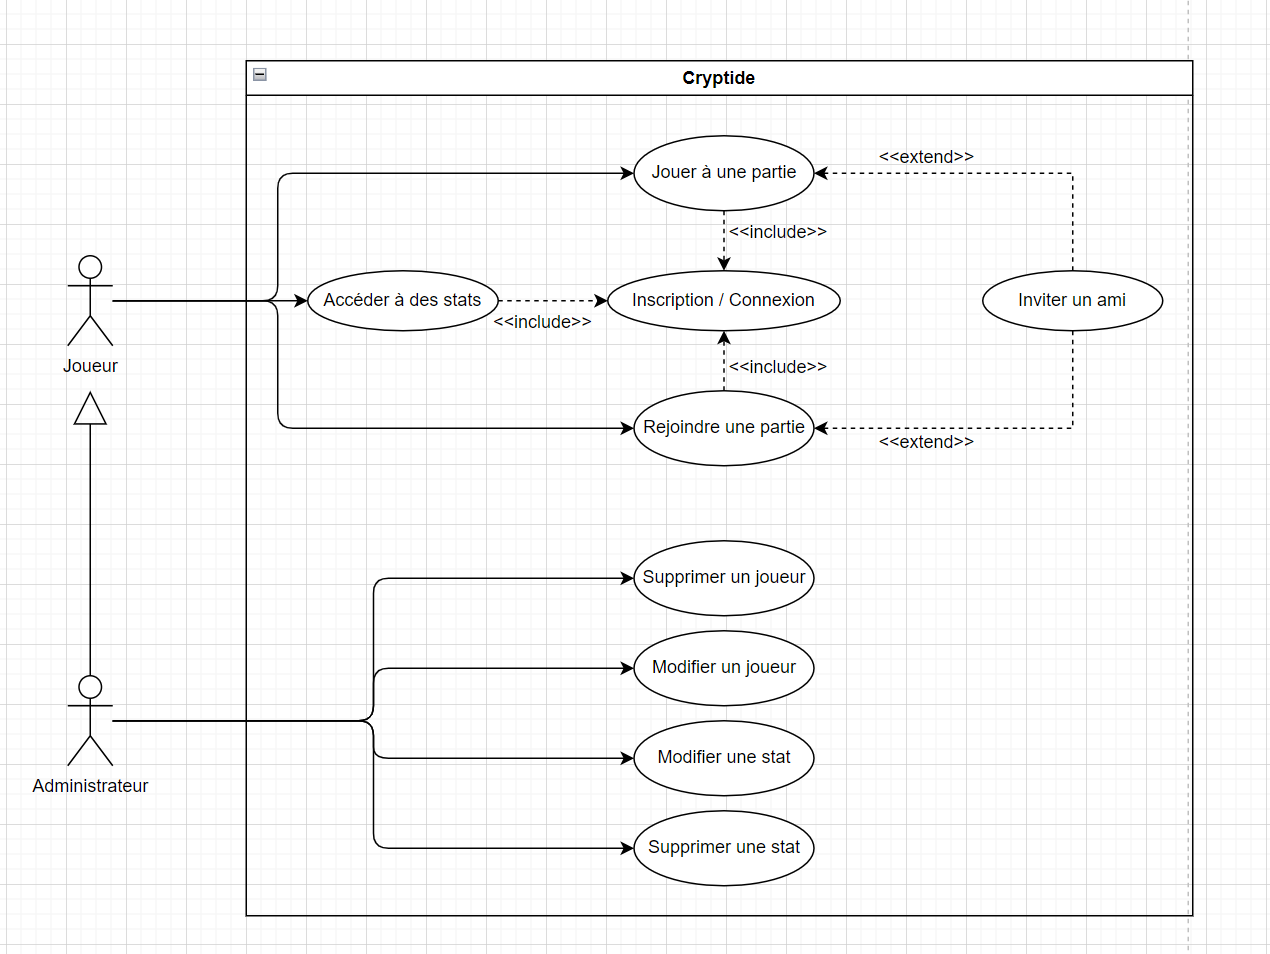 Cryptide
Jouer à une partie
<<extend>>
<<include>>
Accéder à des stats
<<include>>
Inscription / Connexion
Inviter un ami
Joueur
<<include>>
Rejoindre une partie
<<extend>>
Supprimer un joueur
Modifier un joueur
Modifier une stat
Administrateur
Supprimer une stat